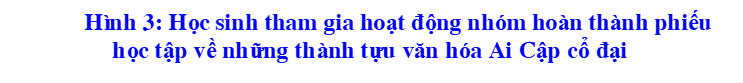 Hình 3: Học sinh tham gia hoạt động nhóm hoàn thành phiếu
học tập về những thành tựu văn hóa Ai Cập cổ đại